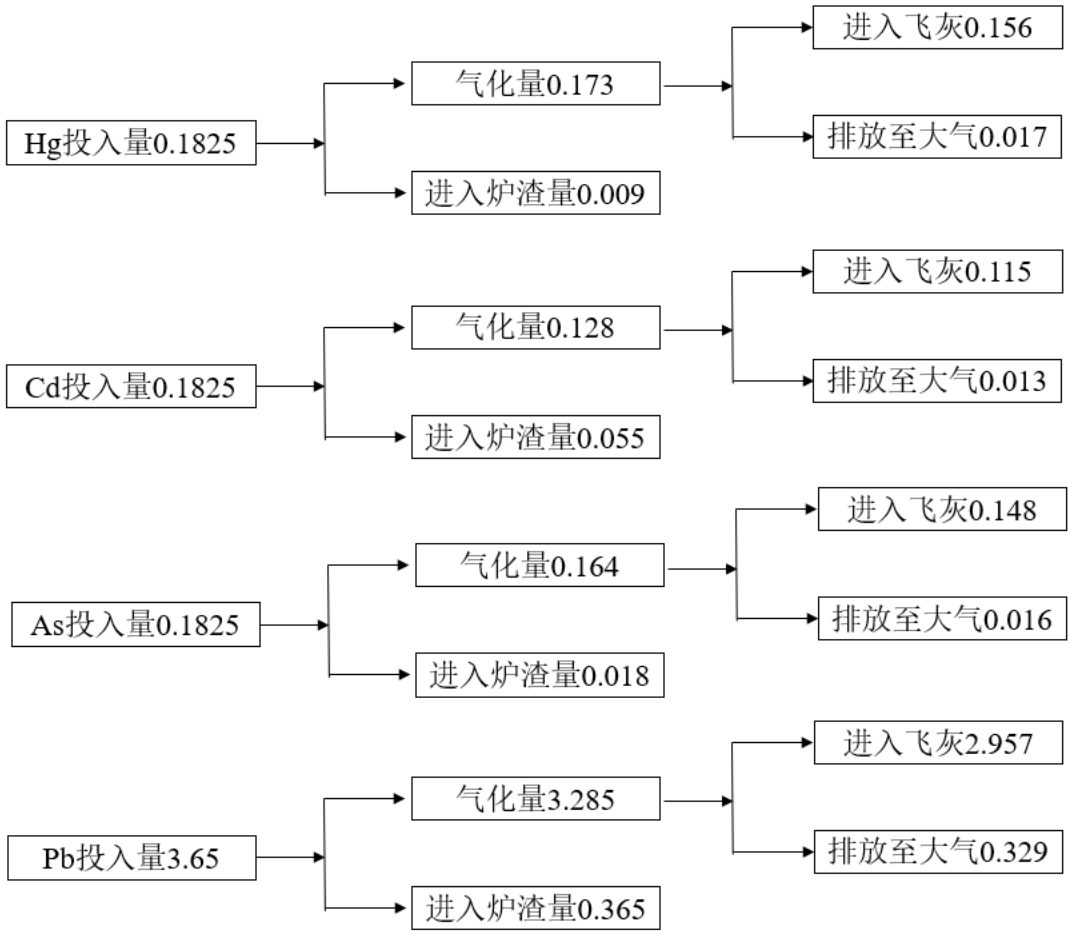 Hg投入量0.1825
气化量0.173
进入飞灰0.156
排放至大气0.017
进入炉渣量0.009
Cd投入量0.1825
气化量0.128
进入飞灰0.115
排放至大气0.013
进入炉渣量0.055
As投入量0.1825
气化量0.164
进入飞灰0.148
排放至大气0.016
进入炉渣量0.018
Pb投入量3.65
气化量3.285
进入飞灰2.957
排放至大气0.329
进入炉渣量0.365